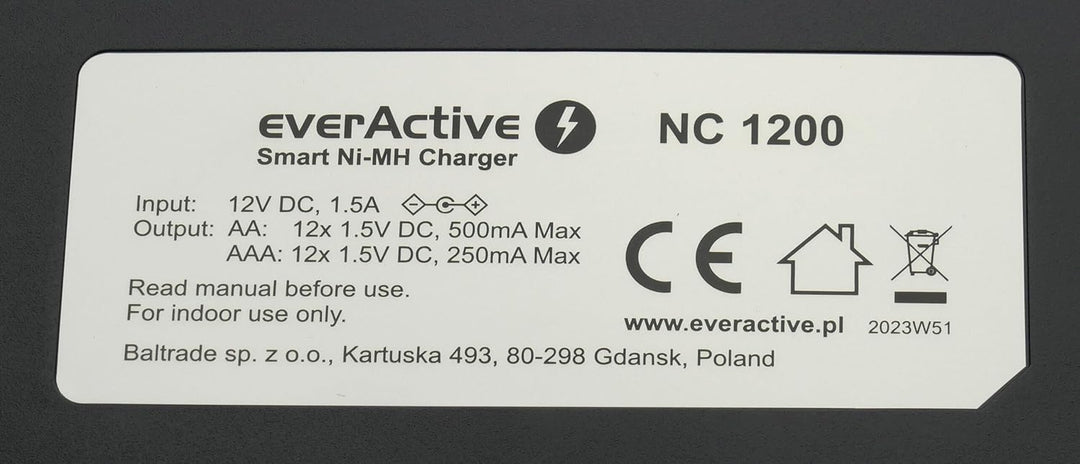 everActive NC 1200
Smart Ni-MH Charger
Input: 12V DC, 1.5A
Output: AA: 12x 1.5V DC, 500mA Max
AAA: 12x 1.5V DC, 250mA Max
Read manual before use.
For indoor use only.
CE
www.everactive.pl 2023W51
Baltrade sp. z o.o., Kartuska 493, 80-298 Gdansk, Poland